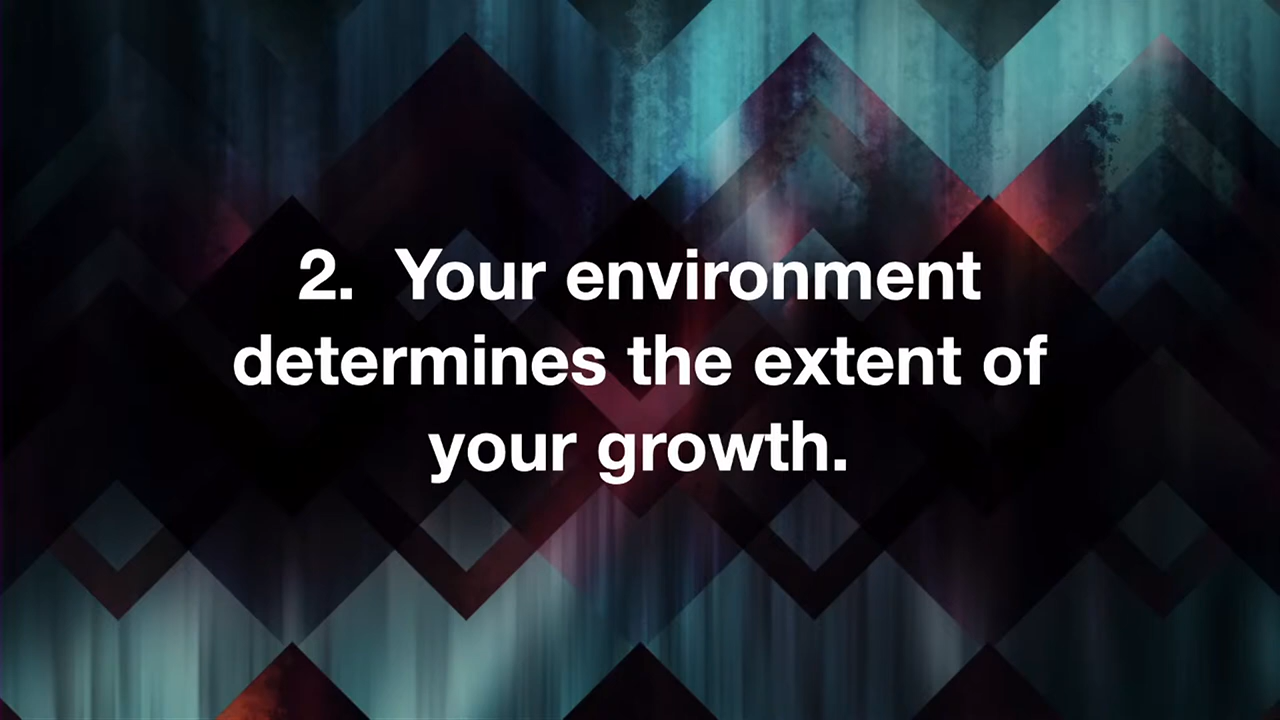 2. Your environment
determines the extent of
your growth.